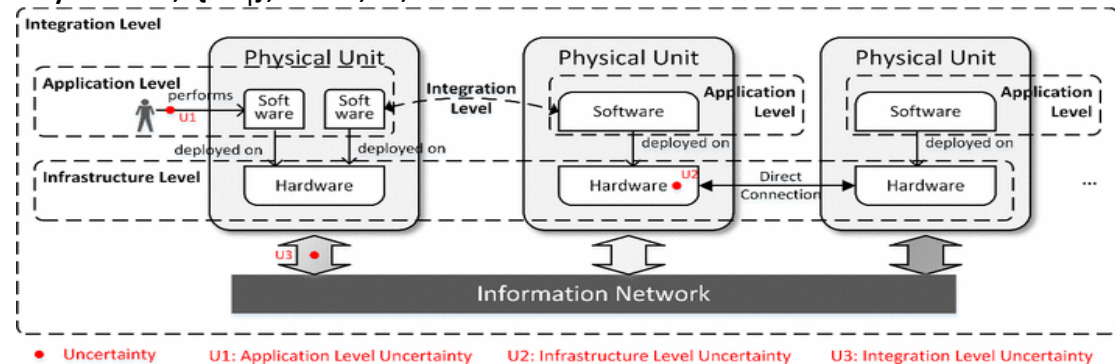 Integration Level
Physical Unit
Physical Unit
Physical Unit
Application Level
performs
U1
Soft
ware
Soft
ware
Integration
Level
Software
Application
Level
Software
Application
Level
deployed on
deployed on
deployed on
deployed on
Infrastructure Level
Hardware
Hardware
U2
Direct
Connection
Hardware
...
U3
Information Network
Uncertainty
U1: Application Level Uncertainty
U2: Infrastructure Level Uncertainty
U3: Integration Level Uncertainty